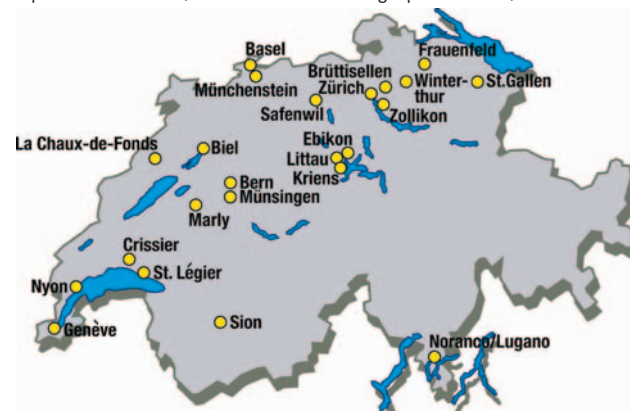 Basel
Frauenfeld
Münchenstein
Brüttisellen
Zürich
Winter-
thur
St.Gallen
Safenwil
Zollikon
La Chaux-de-Fonds
Biel
Ebikon
Littau
Kriens
Bern
Münsingen
Marly
Crissier
St. Légier
Nyon
Genève
Sion
Noranco/Lugano